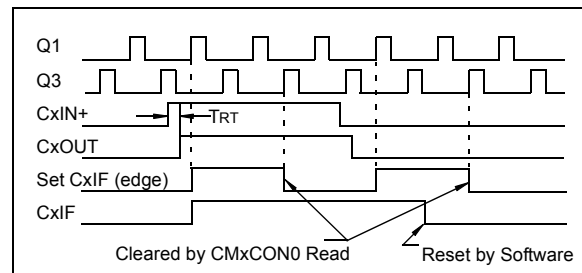 Q1
Q3
CxIN+
TRT
CxOUT
Set CxIF (edge)
CxIF
Cleared by CMxCON0 Read
Reset by Software